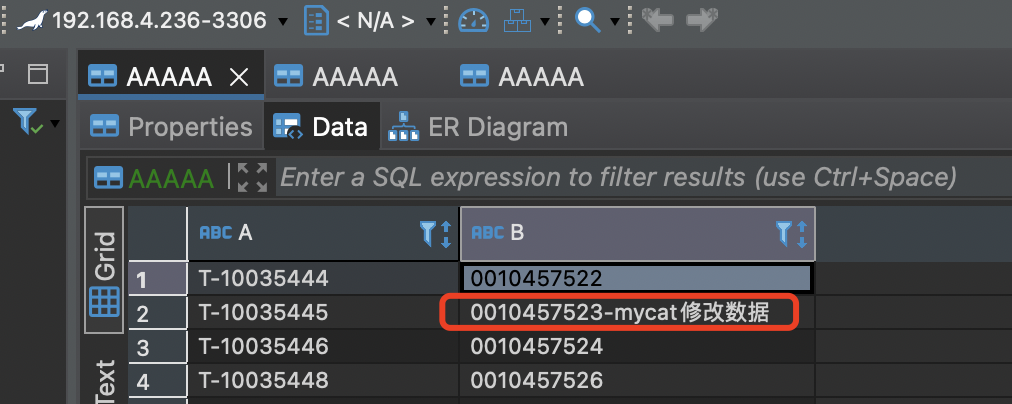 192.168.4.236-3306 < N/A >
AAAAA AAAAA AAAAA
Properties Data ER Diagram
AAAAA Enter a SQL expression to filter results (use Ctrl+Space)
Grid
Text
ABC A ABC B
1 T-10035444 0010457522
2 T-10035445 0010457523-mycat修改数据
3 T-10035446 0010457524
4 T-10035448 0010457526